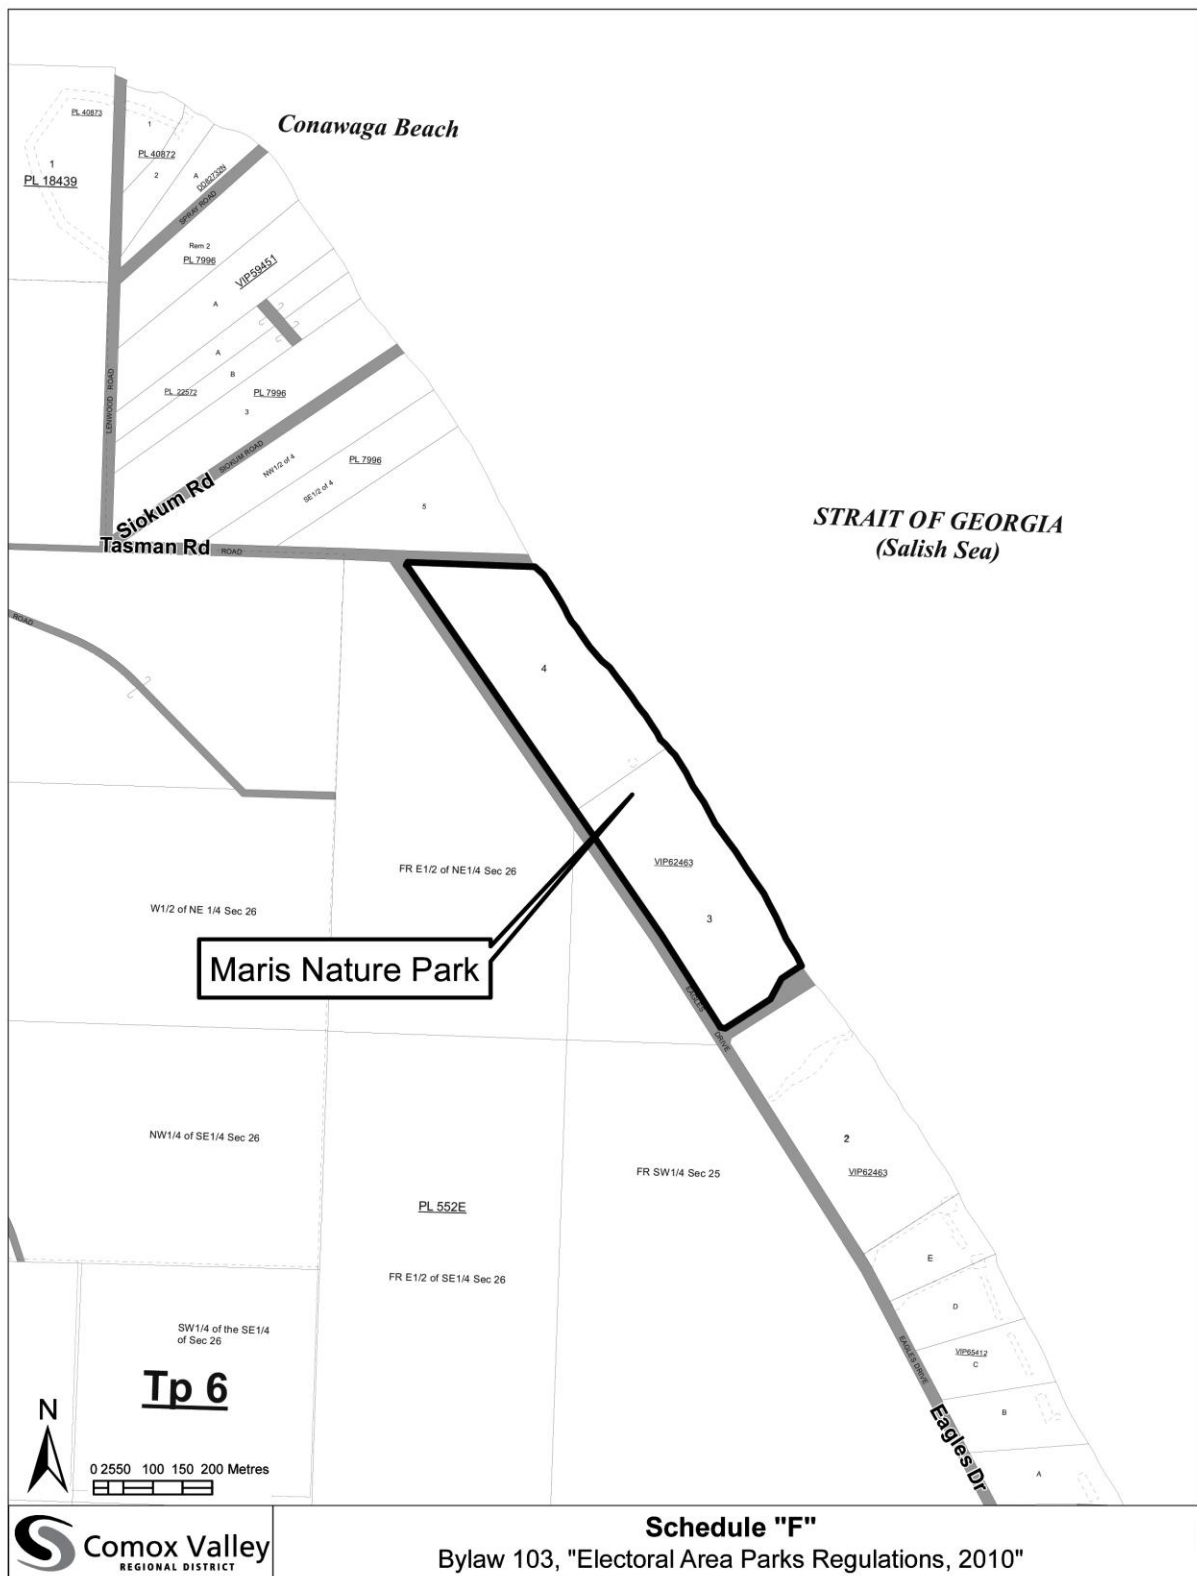 Conawaga Beach
PL 40873
1
PL 40872
1
PL 18439
2
A
DD82732N
SPRAY ROAD
Rem 2
PL 7996
VIP59451
A
A
B
PL 22572
PL 7996
3
LENWOOD ROAD
SIOKUM ROAD
NW1/2 of 4
PL 7996
SE1/2 of 4
5
Siokum Rd
Tasman Rd
ROAD
STRAIT OF GEORGIA
(Salish Sea)
ROAD
4
FR E1/2 of NE1/4 Sec 26
VIP62463
3
W1/2 of NE 1/4 Sec 26
Maris Nature Park
EAGLES DRIVE
NW1/4 of SE1/4 Sec 26
2
FR SW1/4 Sec 25
VIP62463
PL 552E
E
FR E1/2 of SE1/4 Sec 26
D
SW1/4 of the SE1/4
of Sec 26
EAGLES DRIVE
VIP65412
C
Tp 6
B
Eagles Dr
N
A
0 2550 100 150 200 Metres
Comox Valley
REGIONAL DISTRICT
Schedule "F"
Bylaw 103, "Electoral Area Parks Regulations, 2010"